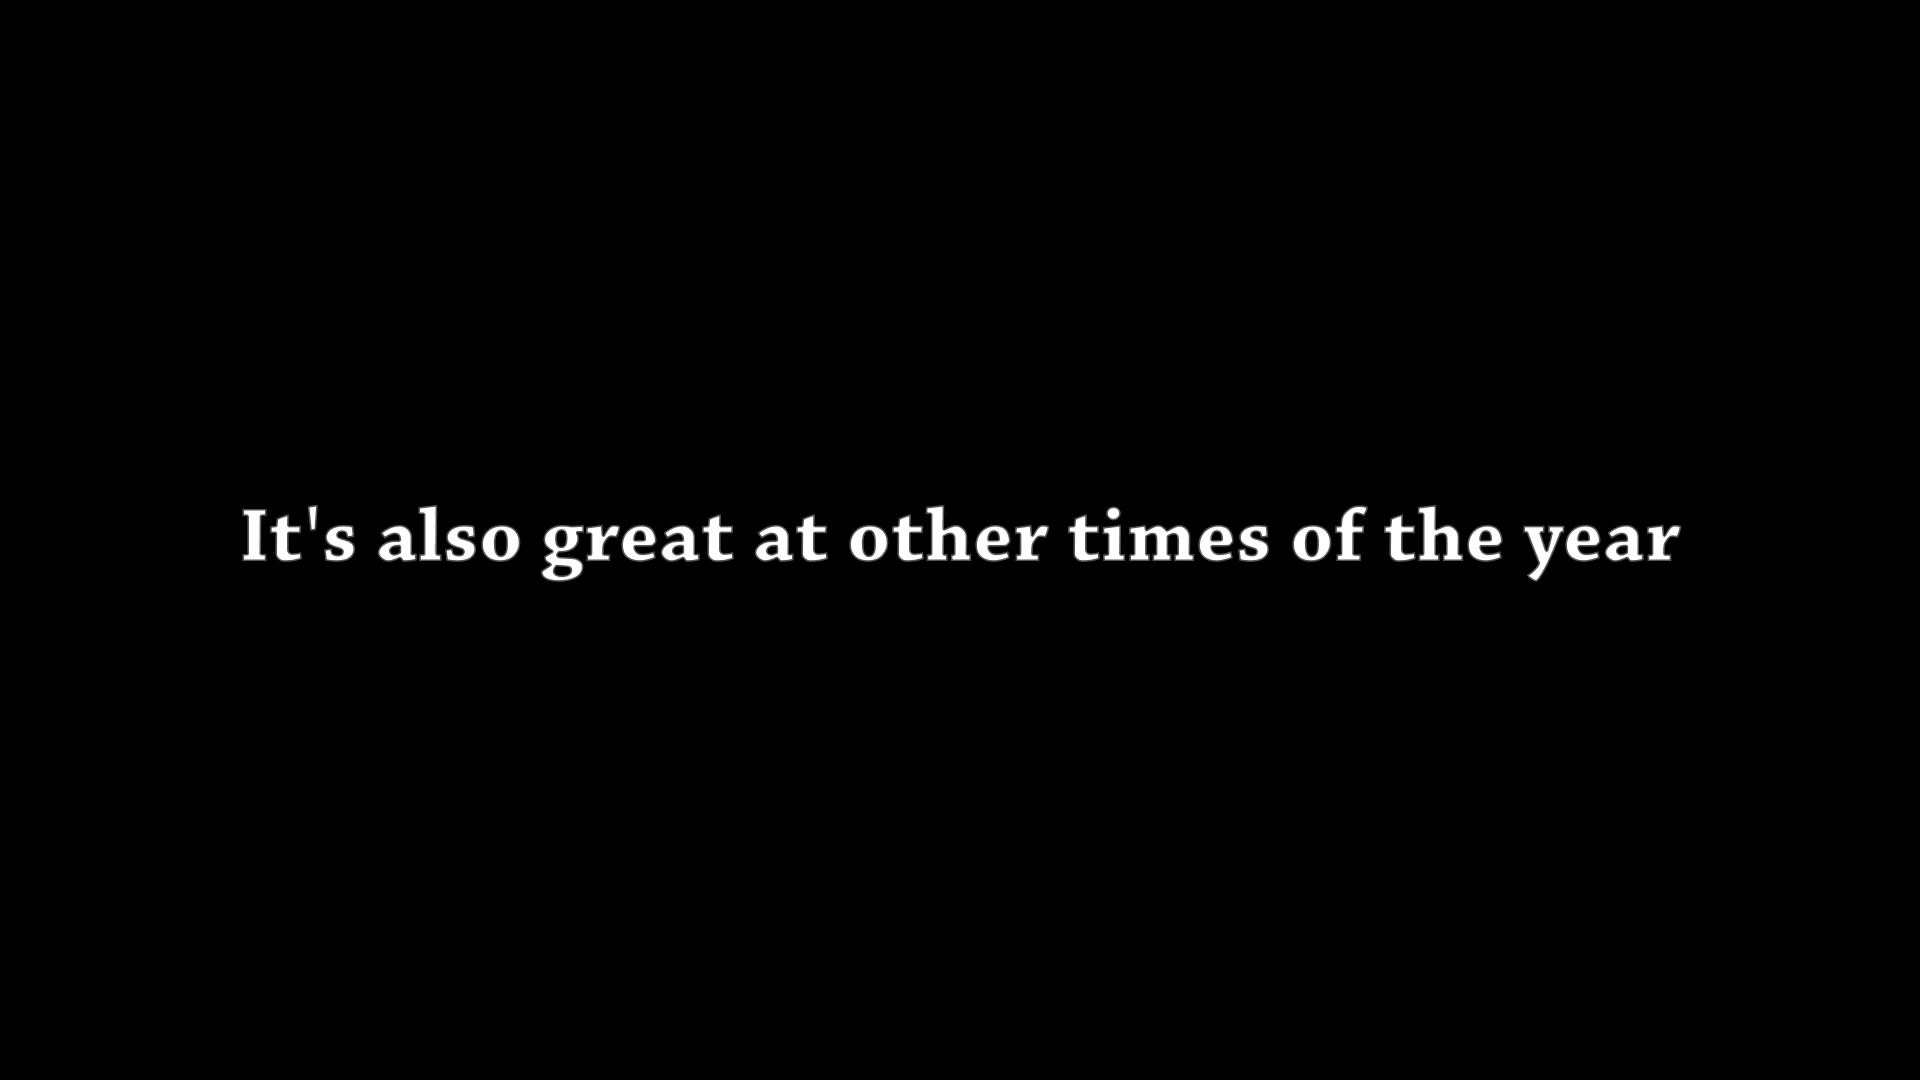 It's also great at other times of the year